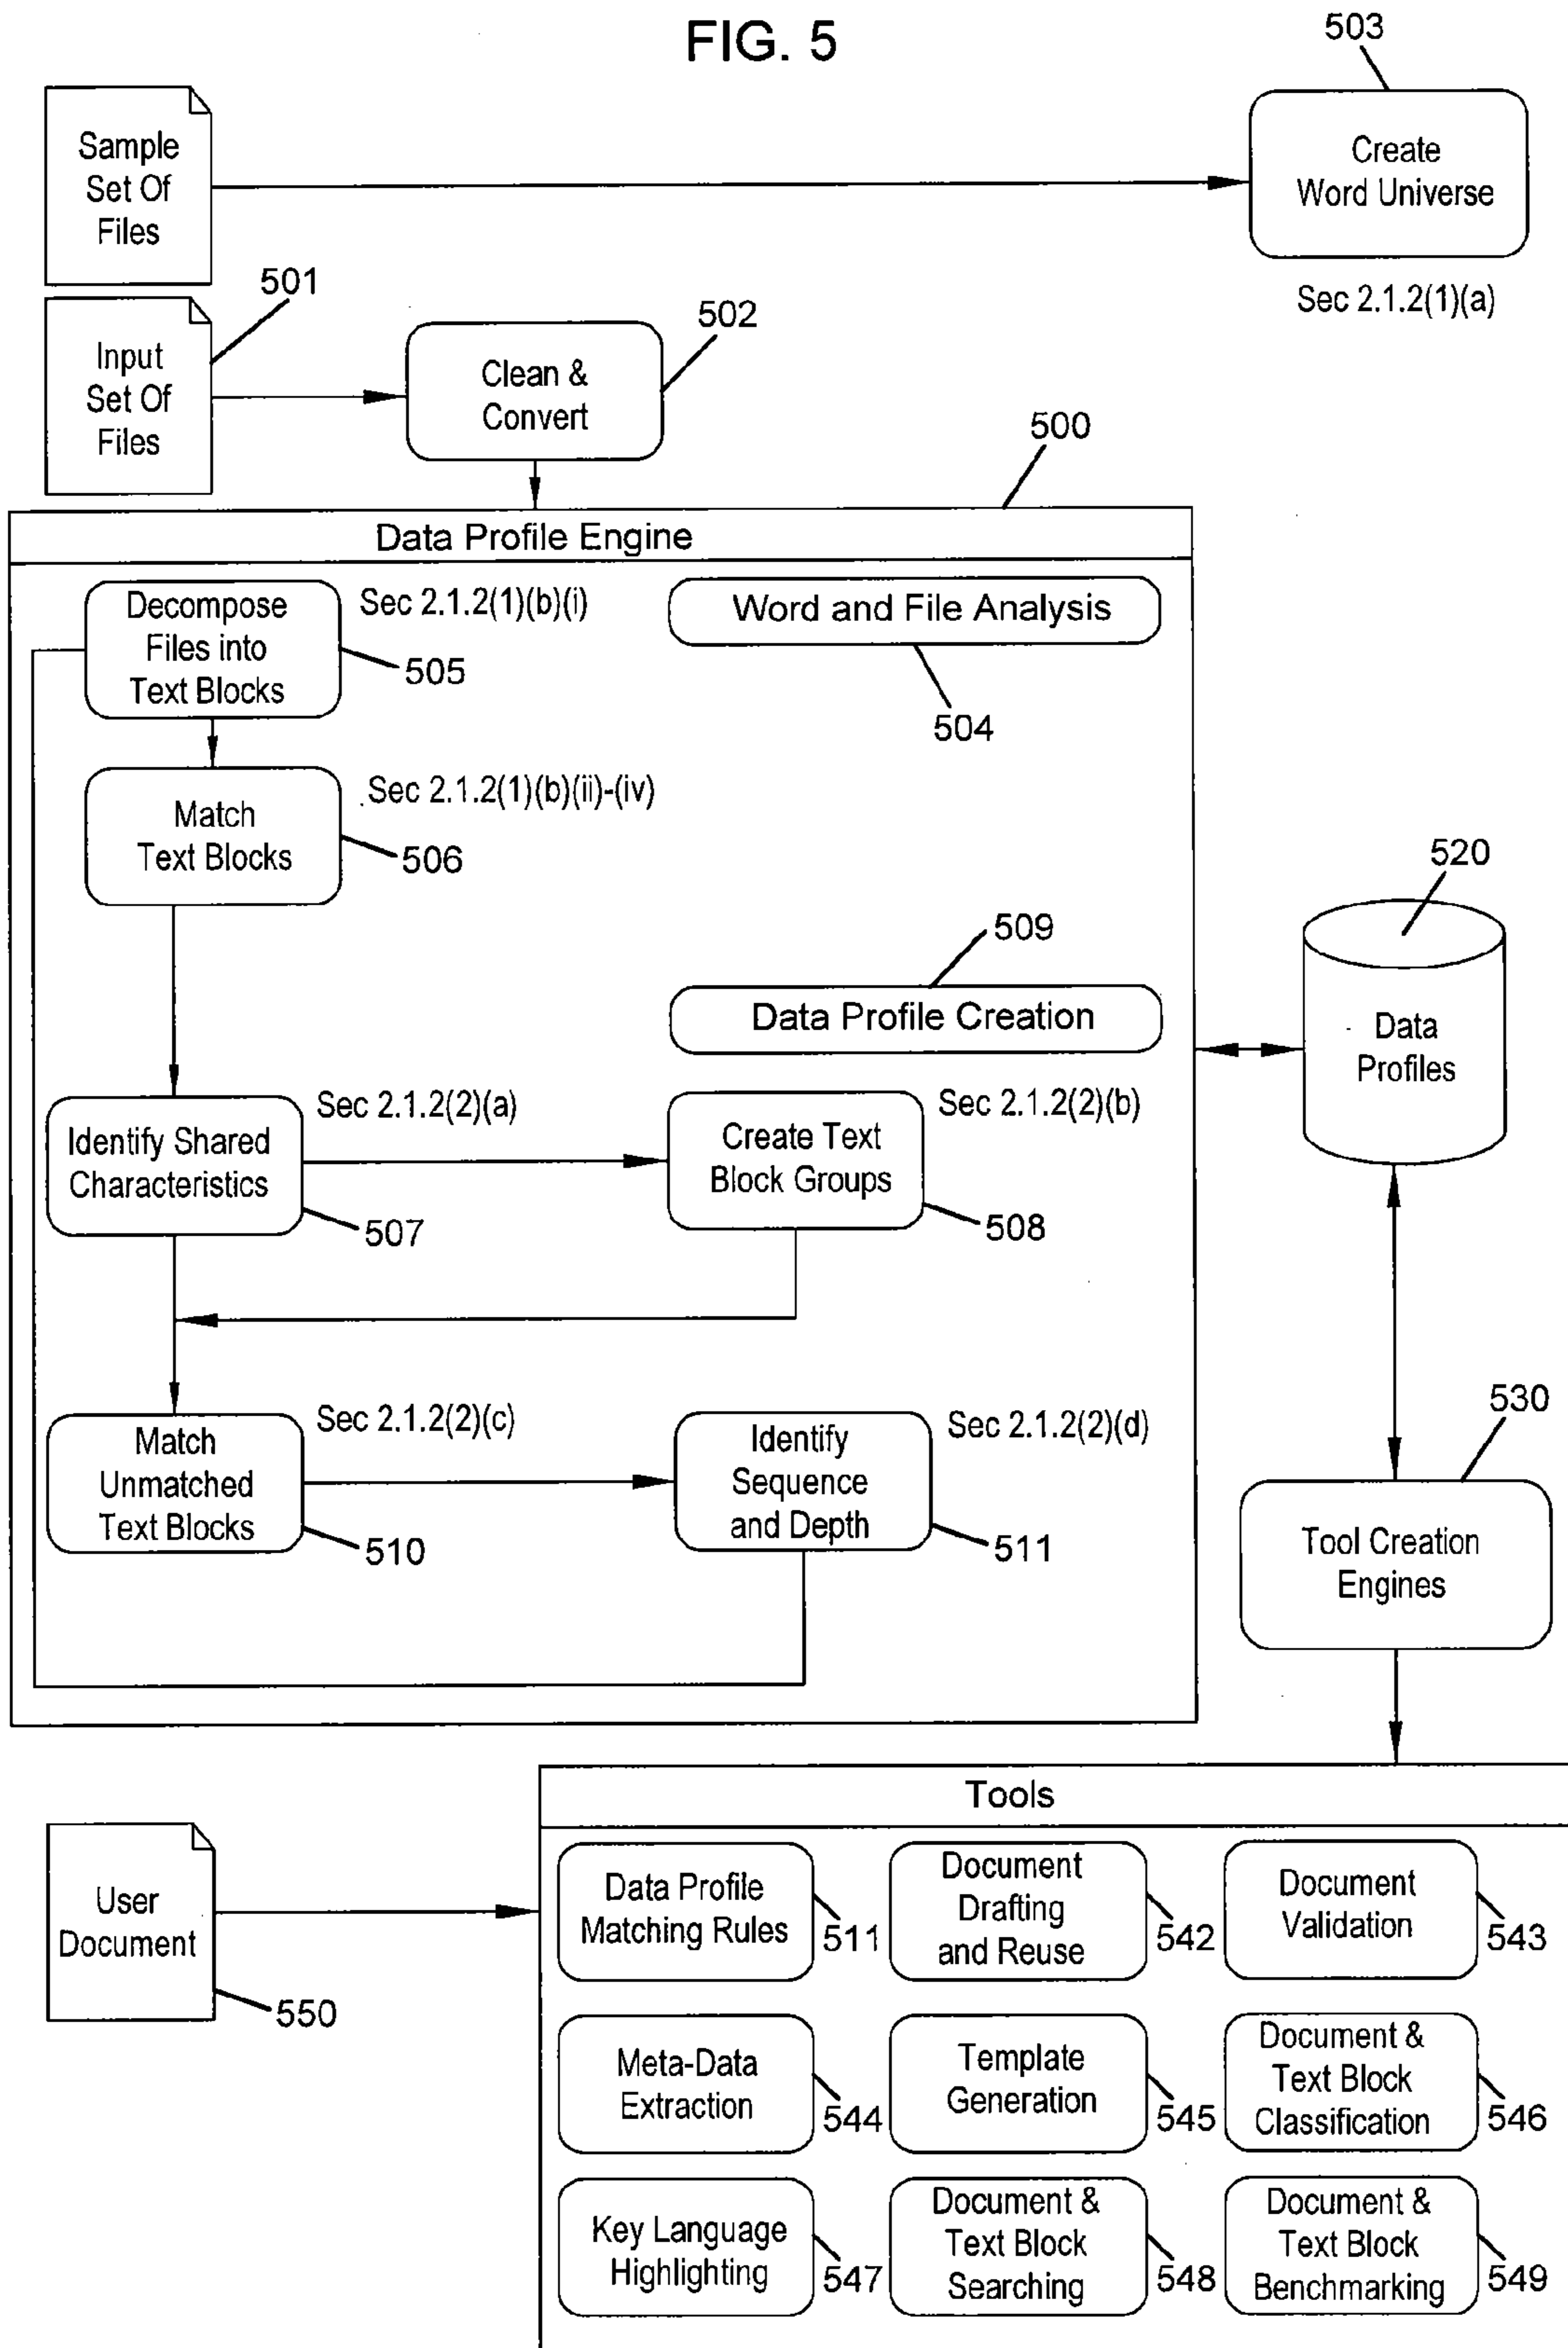 FIG. 5
503
Sample
Set Of
Files
Create
Word Universe
Sec 2.1.2(1)(a)
501
Input
Set Of
Files
502
Clean &
Convert
500
Data Profile Engine
Decompose
Files into
Text Blocks
Sec 2.1.2(1)(b)(i)
505
Word and File Analysis
504
Match
Text Blocks
Sec 2.1.2(1)(b)(ii)-(iv)
506
509
Data Profile Creation
520
Data
Profiles
Identify Shared
Characteristics
Sec 2.1.2(2)(a)
507
Create Text
Block Groups
Sec 2.1.2(2)(b)
508
Match
Unmatched
Text Blocks
Sec 2.1.2(2)(c)
510
Identify
Sequence
and Depth
Sec 2.1.2(2)(d)
511
530
Tool Creation
Engines
Tools
User
Document
550
Data Profile
Matching Rules
511
Document
Drafting
and Reuse
542
Document
Validation
543
Meta-Data
Extraction
544
Template
Generation
545
Document &
Text Block
Classification
546
Key Language
Highlighting
547
Document &
Text Block
Searching
548
Document &
Text Block
Benchmarking
549